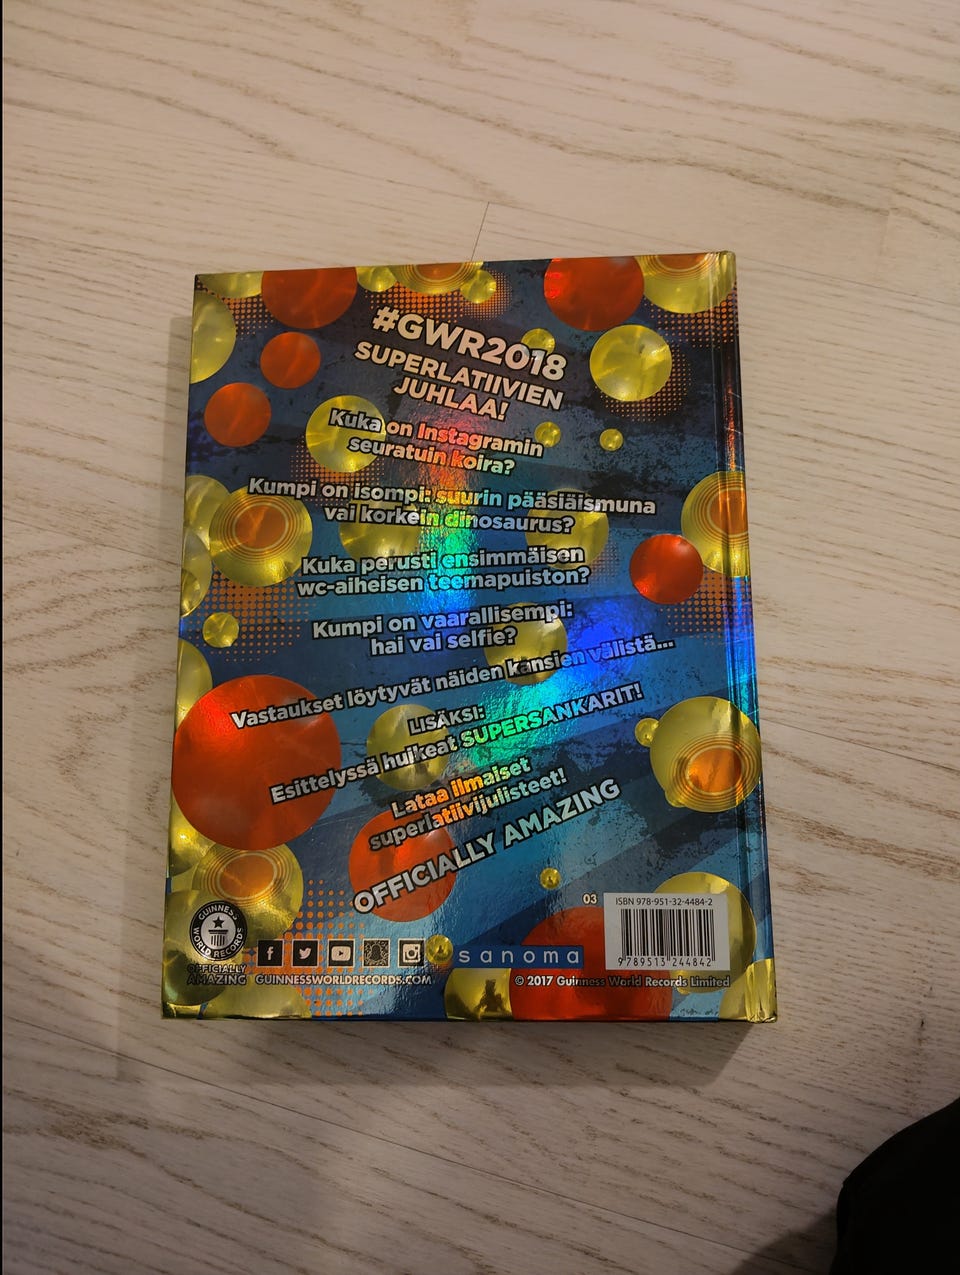 #GWR2018
SUPERLATIIVIEN
JUHLAA!
Kuka on Instagramin
seuratuin koira?
Kumpi on isompi: suurin pääsiäismuna
vai korkein dinosaurus?
Kuka perusti ensimmäisen
wc-aiheisen teemapuiston?
Kumpi on vaarallisempi:
hai vai selfie?
Vastaukset löytyvät näiden kansien välistä...
LISÄKSI:
Esittelyssä huikeat SUPERSANKARIT!
Lataa ilmaiset
superlatiivijulisteet!
OFFICIALLY AMAZING
03
ISBN 978-951-32-4484-2
9 789513 244842
GUINNESS
WORLD RECORDS
OFFICIALLY
AMAZING
GUINNESSWORLDRECORDS.COM
sanoma
© 2017 Guinness World Records Limited